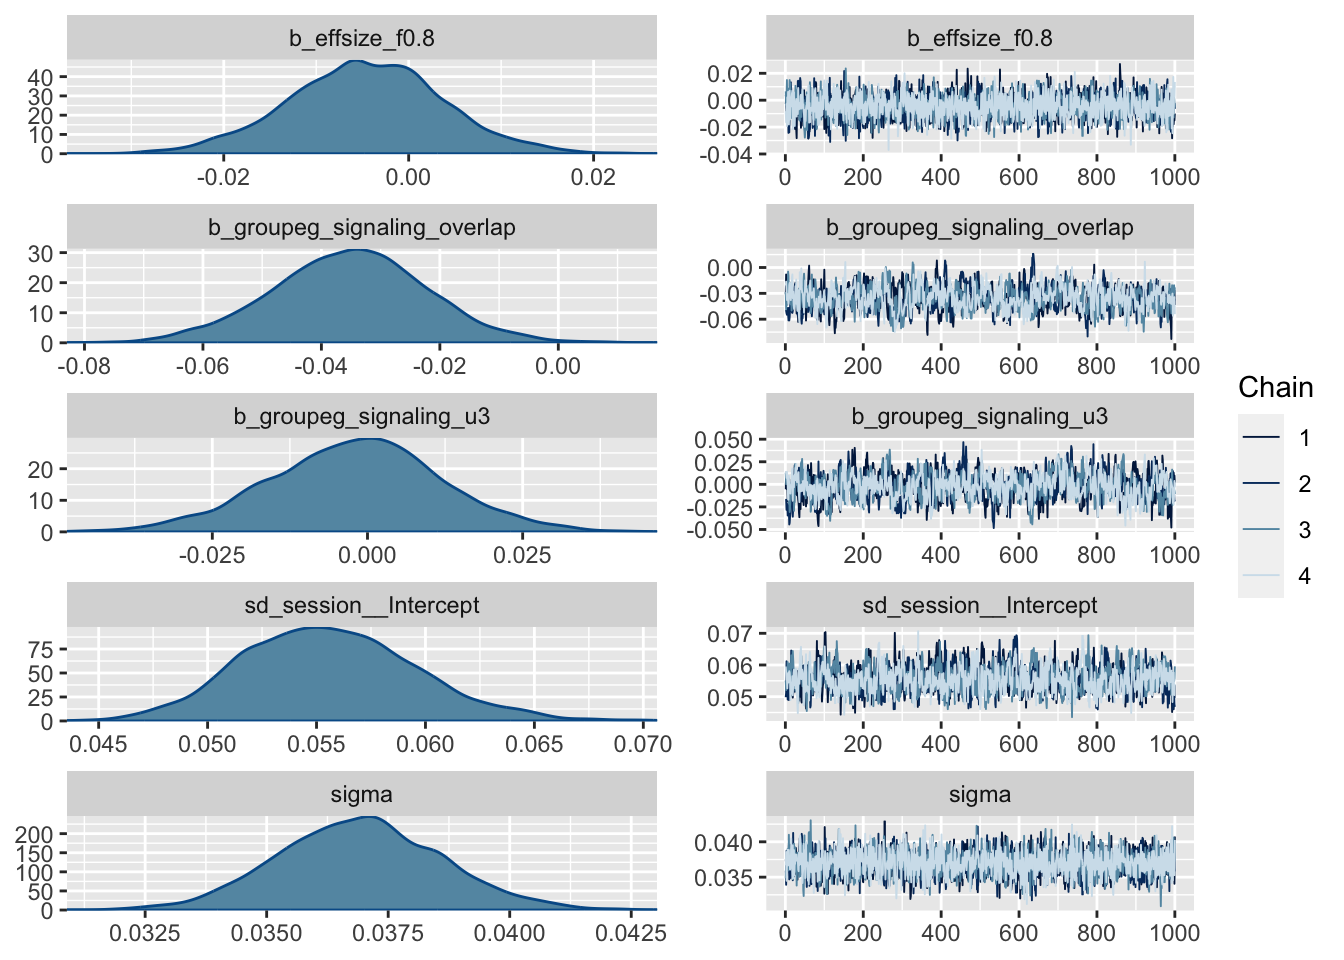 b_effsize_f0.8
40
30
20
10
0
-0.02 0.00 0.02
b_effsize_f0.8
0.02
0.00
-0.02
-0.04
0 200 400 600 800 1000
b_groupeg_signaling_overlap
30
20
10
0
-0.08 -0.06 -0.04 -0.02 0.00
b_groupeg_signaling_overlap
0.00
-0.03
-0.06
0 200 400 600 800 1000
b_groupeg_signaling_u3
20
10
0
-0.025 0.000 0.025
b_groupeg_signaling_u3
0.050
0.025
0.000
-0.025
-0.050
0 200 400 600 800 1000
sd_session__Intercept
75
50
25
0
0.045 0.050 0.055 0.060 0.065 0.070
sd_session__Intercept
0.07
0.06
0.05
0 200 400 600 800 1000
sigma
200
150
100
50
0
0.0325 0.0350 0.0375 0.0400 0.0425
sigma
0.040
0.035
0 200 400 600 800 1000
Chain
1
2
3
4